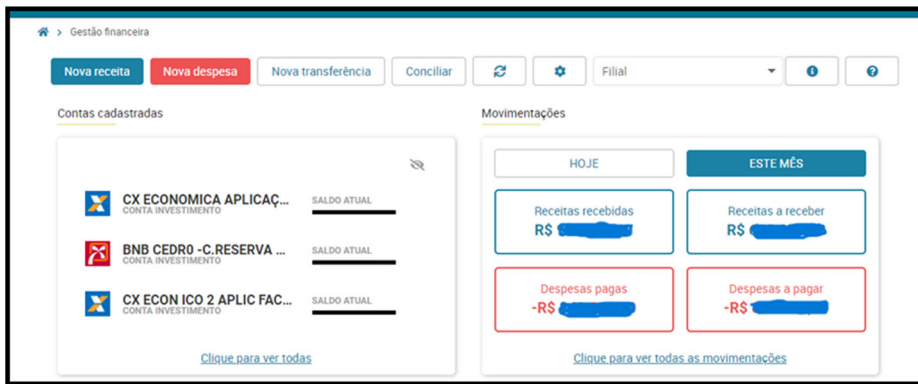 > Gestão financeira
Nova receita Nova despesa Nova transferência Conciliar Filial
Contas cadastradas
CX ECONOMICA APLICAÇ... SALDO ATUAL
CONTA INVESTIMENTO
BNB CEDR0 -C.RESERVA ... SALDO ATUAL
CONTA INVESTIMENTO
CX ECON ICO 2 APLIC FAC... SALDO ATUAL
CONTA INVESTIMENTO
Clique para ver todas
Movimentações
HOJE ESTE MÊS
Receitas recebidas Receitas a receber
R$ R$
Despesas pagas Despesas a pagar
-R$ -R$
Clique para ver todas as movimentações